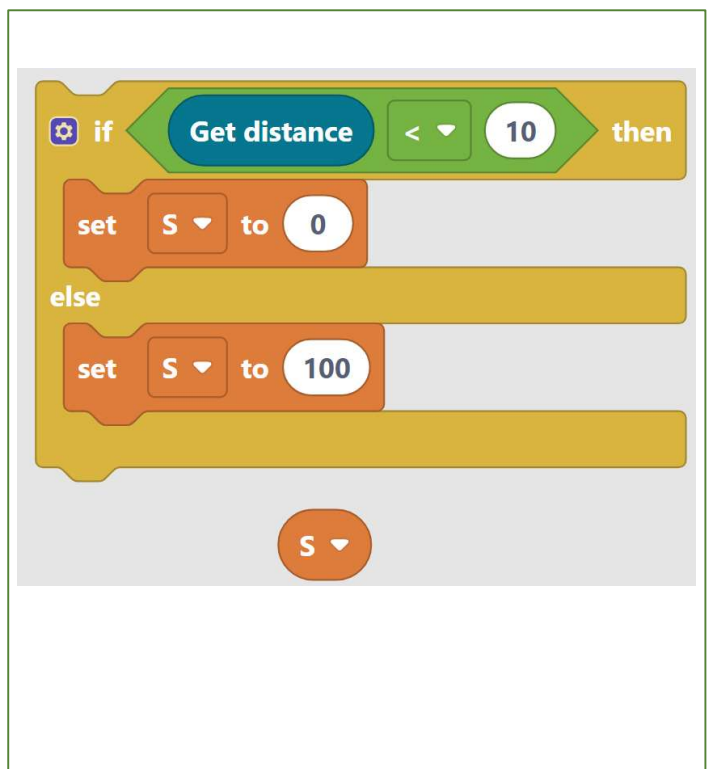 if Get distance < 10 then
set S to 0
else
set S to 100
S